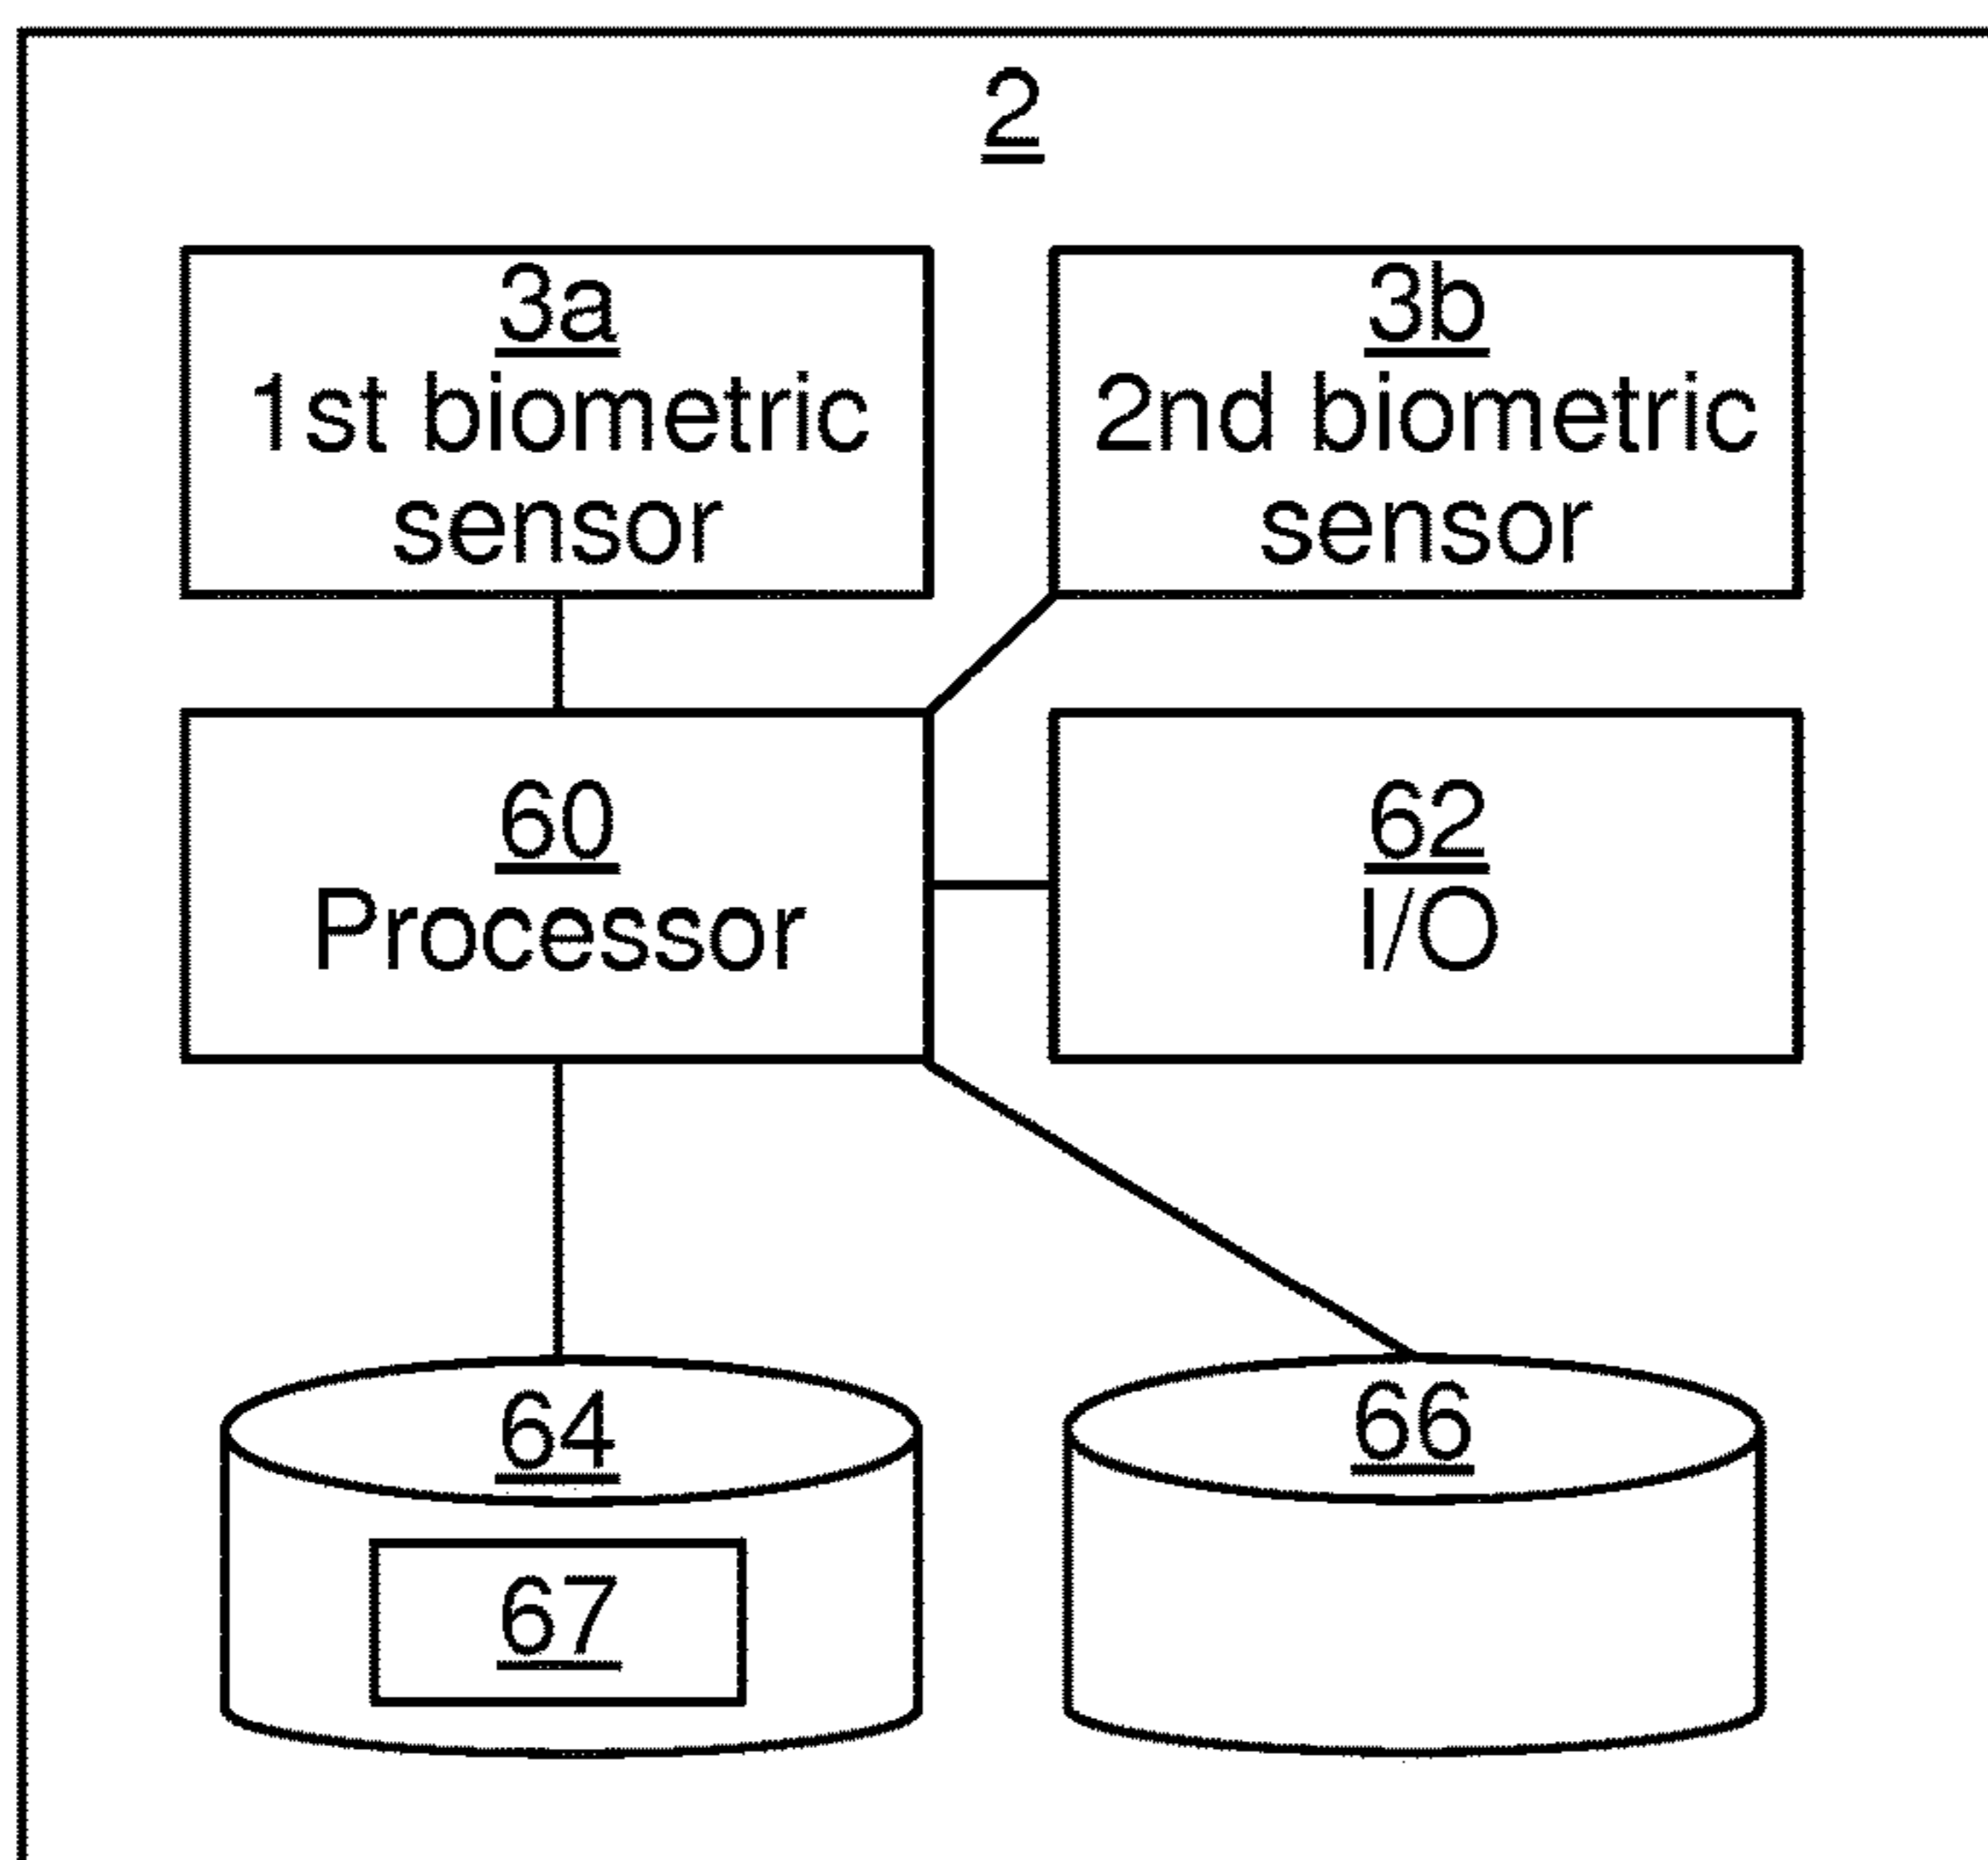 2
3a
1st biometric
sensor
3b
2nd biometric
sensor
60
Processor
62
I/O
64
66
67